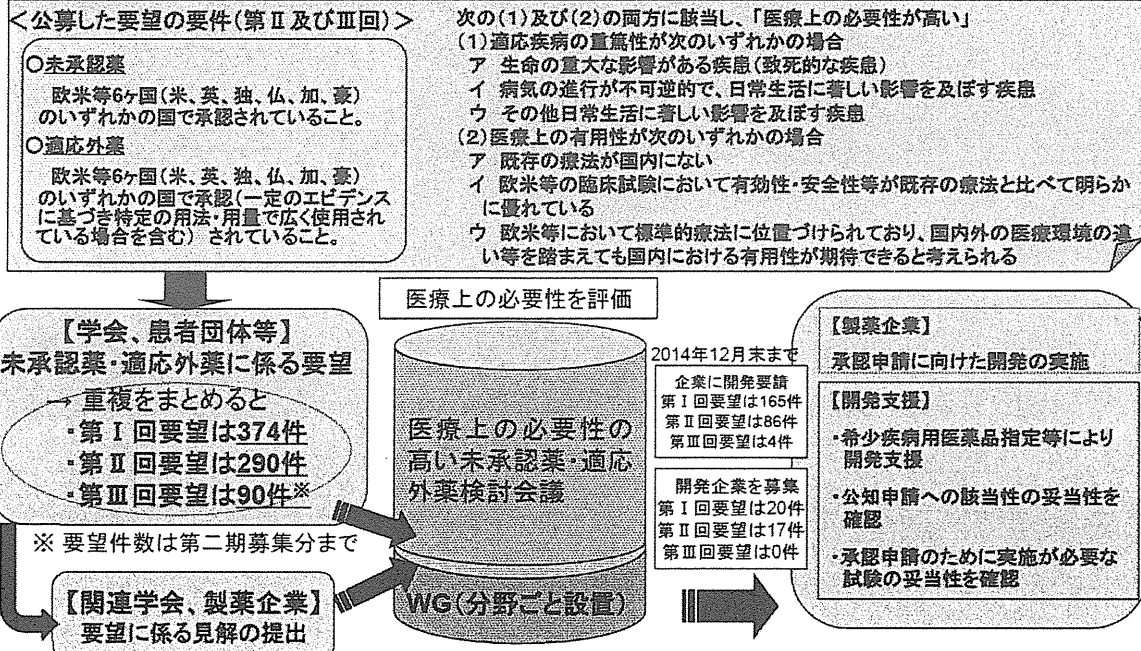 ＜公募した要望の要件(第Ⅱ及びⅢ回)＞
○未承認薬
欧米等6ヶ国(米、英、独、仏、加、豪)
のいずれかの国で承認されていること。
○適応外薬
欧米等6ヶ国(米、英、独、仏、加、豪)
のいずれかの国で承認(一定のエビデンス
に基づき特定の用法・用量で広く使用され
ている場合を含む) されていること。
次の(1)及び(2)の両方に該当し、「医療上の必要性が高い」
(1)適応疾病の重篤性が次のいずれかの場合
ア 生命の重大な影響がある疾患(致死的な疾患)
イ 病気の進行が不可逆的で、日常生活に著しい影響を及ぼす疾患
ウ その他日常生活に著しい影響を及ぼす疾患
(2)医療上の有用性が次のいずれかの場合
ア 既存の療法が国内にない
イ 欧米等の臨床試験において有効性・安全性等が既存の療法と比べて明らか
に優れている
ウ 欧米等において標準的療法に位置づけられており、国内外の医療環境の違
い等を踏まえても国内における有用性が期待できると考えられる
【学会、患者団体等】
未承認薬・適応外薬に係る要望
→ 重複をまとめると
・第Ⅰ回要望は374件
・第Ⅱ回要望は290件
・第Ⅲ回要望は90件※
※ 要望件数は第二期募集分まで
【関連学会、製薬企業】
要望に係る見解の提出
医療上の必要性を評価
医療上の必要性の
高い未承認薬・適応
外薬検討会議
WG(分野ごと設置)
2014年12月末まで
企業に開発要請
第Ⅰ回要望は165件
第Ⅱ回要望は86件
第Ⅲ回要望は4件
開発企業を募集
第Ⅰ回要望は20件
第Ⅱ回要望は17件
第Ⅲ回要望は0件
【製薬企業】
承認申請に向けた開発の実施
【開発支援】
・希少疾病用医薬品指定等により
開発支援
・公知申請への該当性の妥当性を
確認
・承認申請のために実施が必要な
試験の妥当性を確認